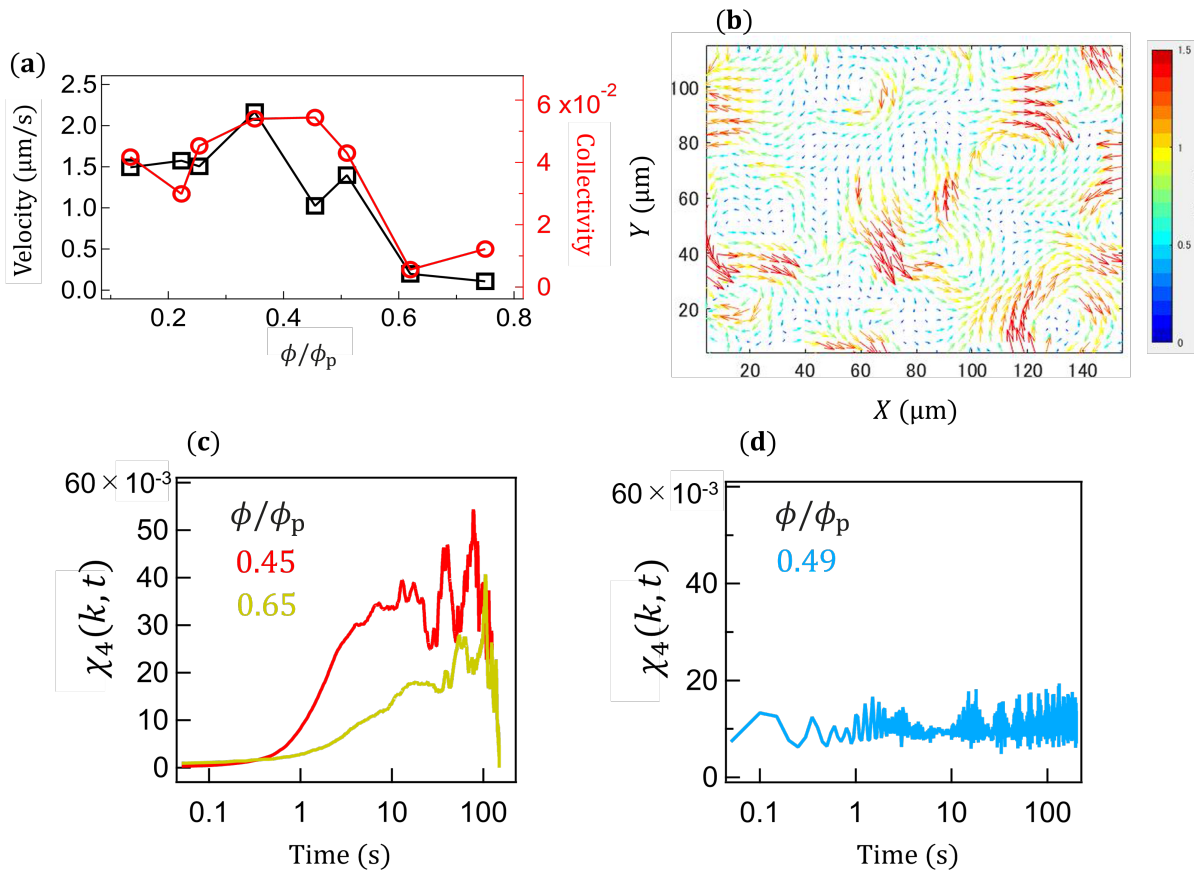 (a)
2.5
2.0
1.5
1.0
0.5
0.0
Velocity (μm/s)
6 x10-2
4
2
0
Collectivity
0.2
0.4
0.6
0.8
ϕ/ϕp
(b)
100
80
60
40
20
Y (μm)
20
40
60
80
100
120
140
X (μm)
1.5
1
0.5
0
(c)
60 × 10-3
50
40
30
20
10
0
χ4(k, t)
ϕ/ϕp
0.45
0.65
0.1
1
10
100
Time (s)
(d)
60 × 10-3
40
20
0
χ4(k, t)
ϕ/ϕp
0.49
0.1
1
10
100
Time (s)